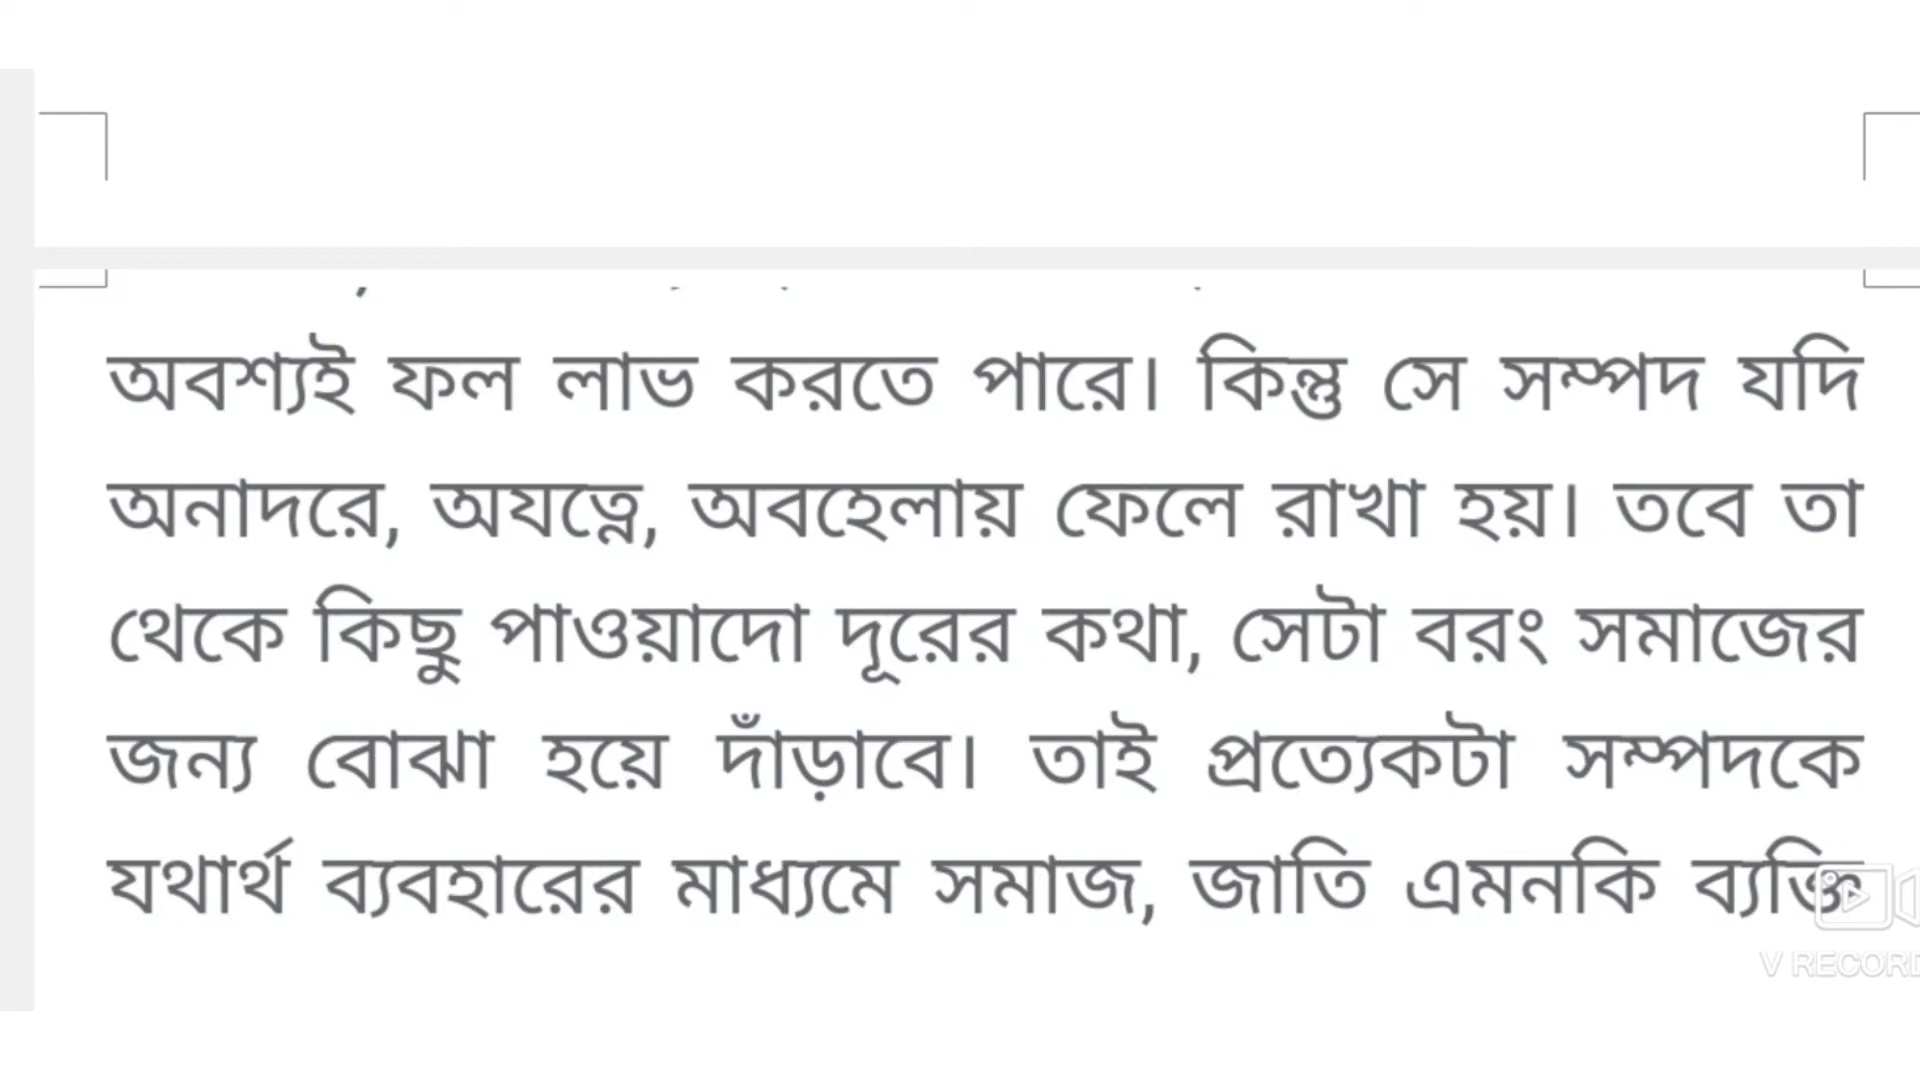 অবশ্যই ফল লাভ করতে পারে। কিন্তু সে সম্পদ যদি
অনাদরে, অযত্নে, অবহেলায় ফেলে রাখা হয়। তবে তা
থেকে কিছু পাওয়াদো দূরের কথা, সেটা বরং সমাজের
জন্য বোঝা হয়ে দাঁড়াবে। তাই প্রত্যেকটা সম্পদকে
যথার্থ ব্যবহারের মাধ্যমে সমাজ, জাতি এমনকি ব্যক্তি
V RECORD